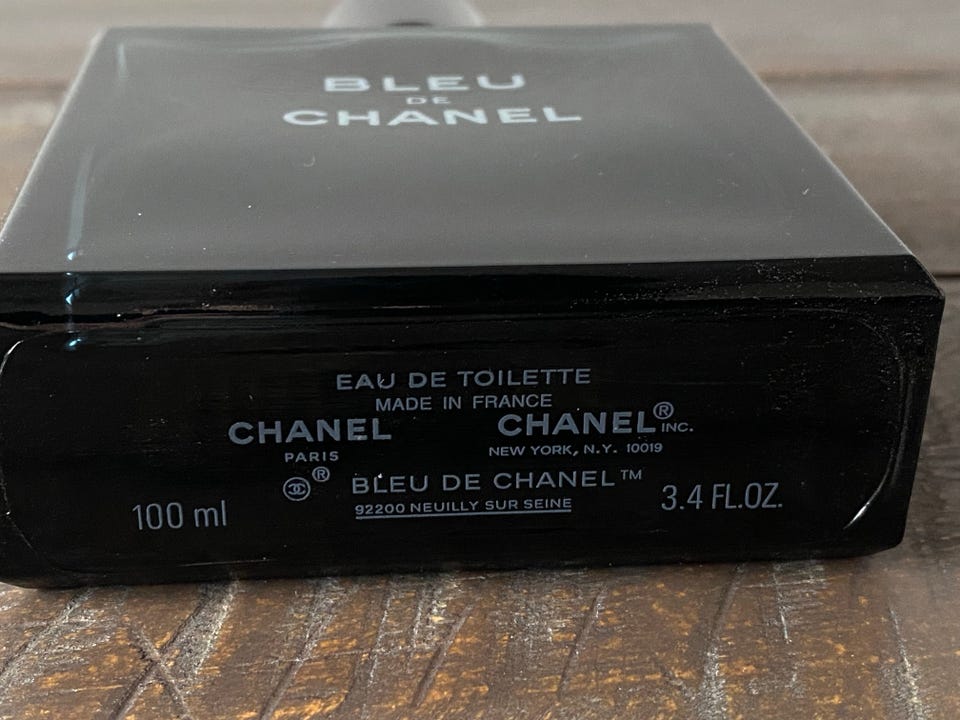 BLEU
DE
CHANEL
EAU DE TOILETTE
MADE IN FRANCE
CHANEL CHANEL® INC.
PARIS NEW YORK, N.Y. 10019
® BLEU DE CHANEL™
92200 NEUILLY SUR SEINE
100 ml 3.4 FL.OZ.